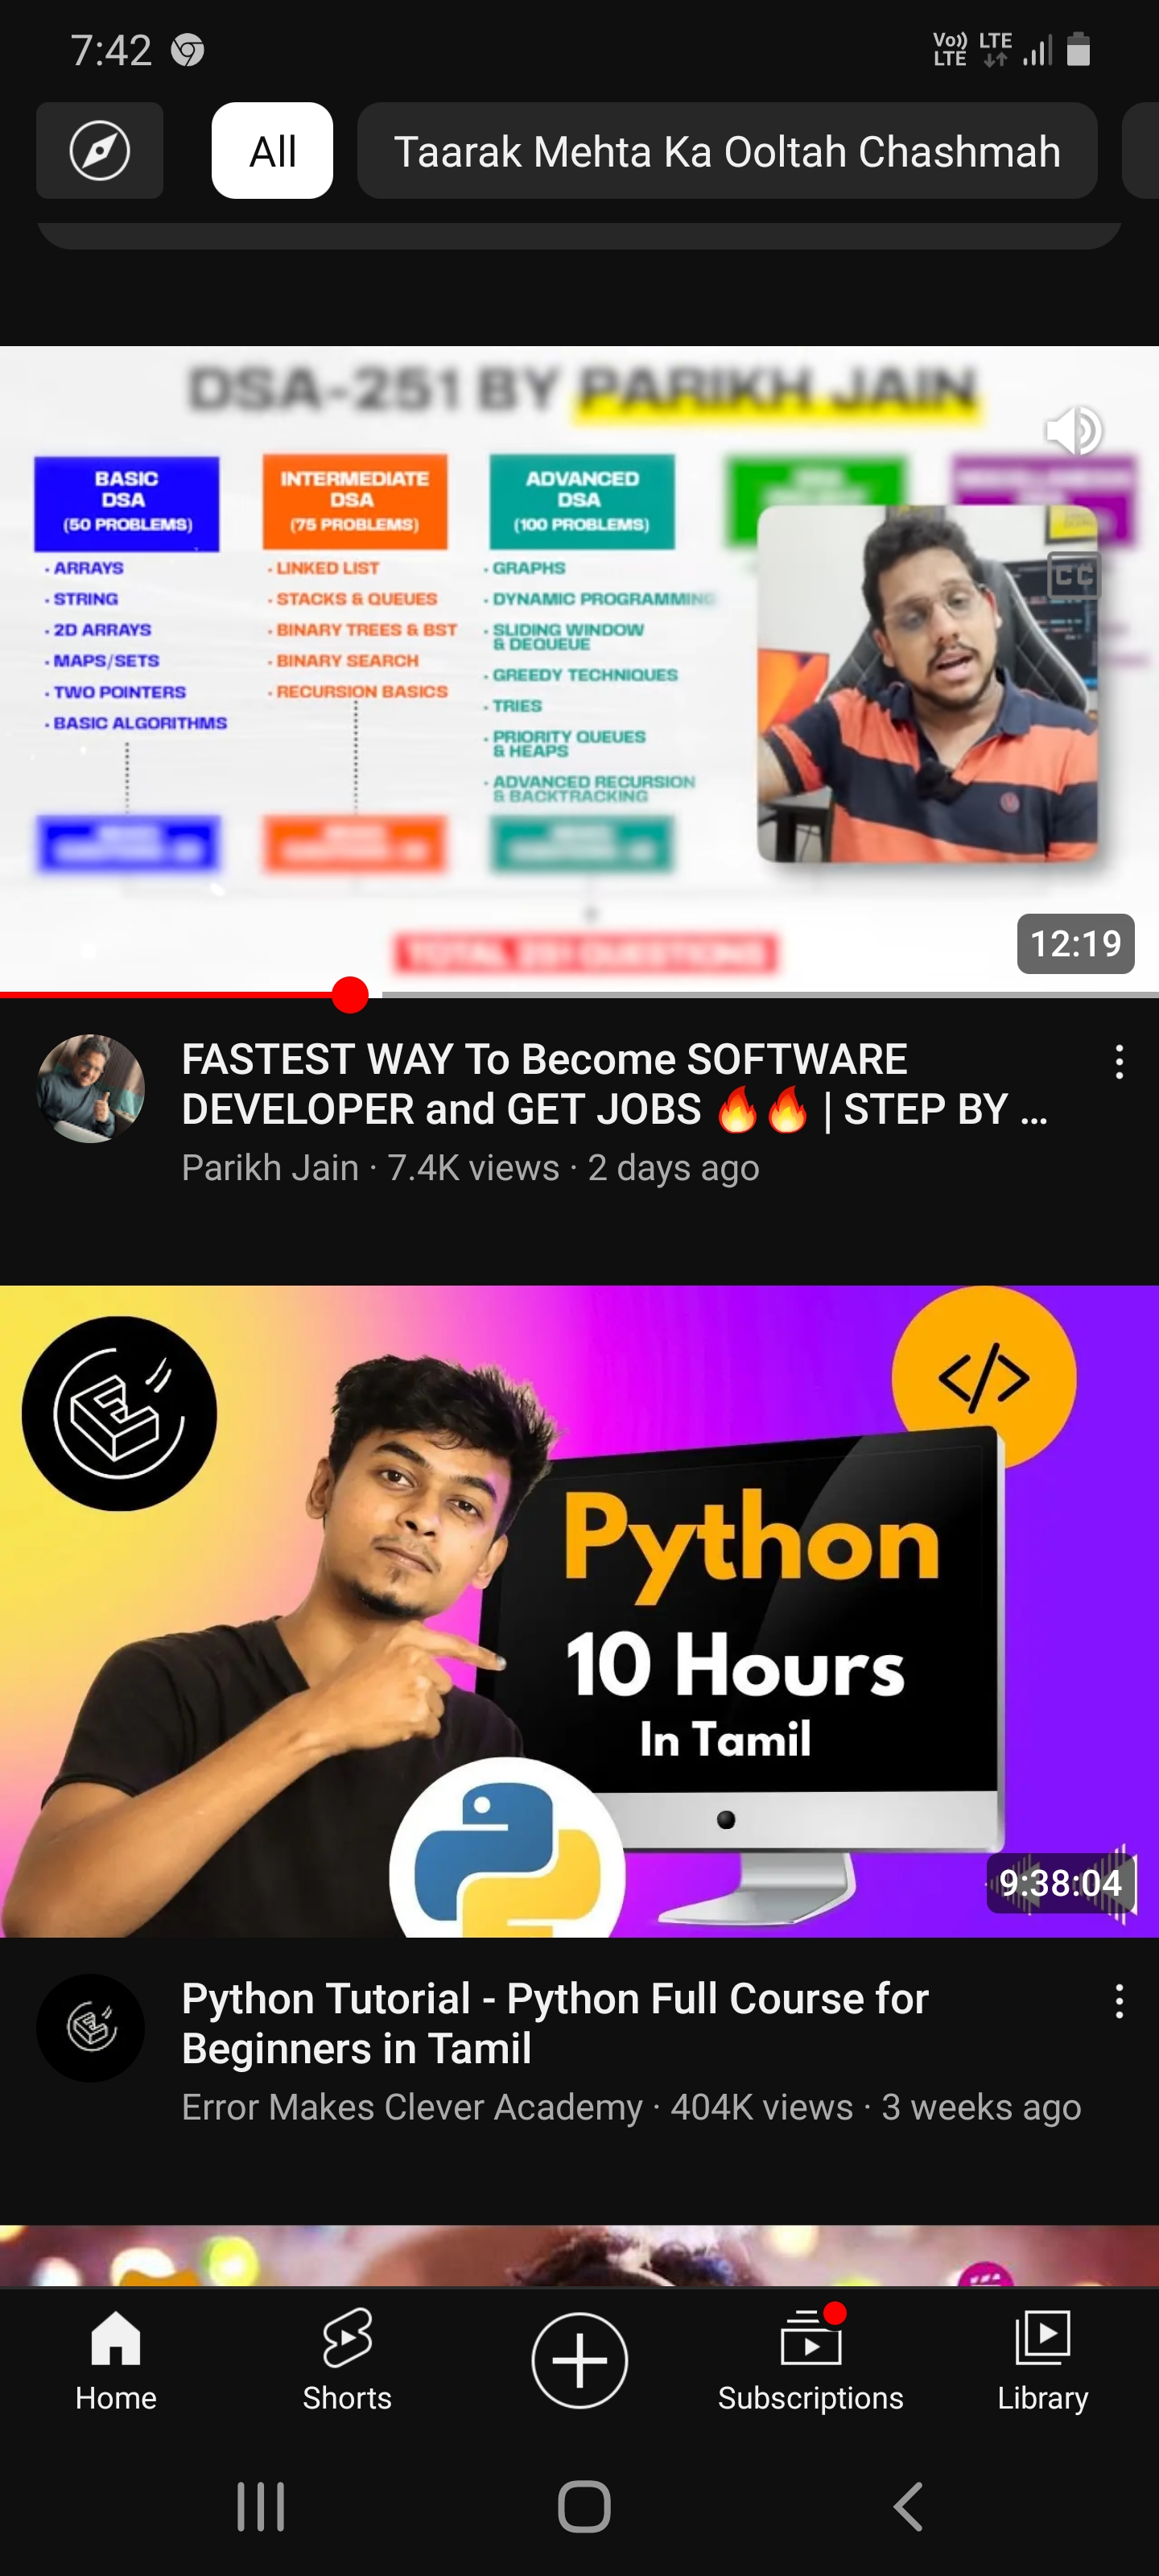 7:42
Vo)) LTE
LTE
All
Taarak Mehta Ka Ooltah Chashmah
DSA-251 BY PARIKH JAIN
BASIC
DSA
(50 PROBLEMS)
· ARRAYS
· STRING
· 2D ARRAYS
· MAPS/SETS
· TWO POINTERS
· BASIC ALGORITHMS
INTERMEDIATE
DSA
(75 PROBLEMS)
· LINKED LIST
· STACKS & QUEUES
· BINARY TREES & BST
· BINARY SEARCH
· RECURSION BASICS
ADVANCED
DSA
(100 PROBLEMS)
· GRAPHS
· DYNAMIC PROGRAMMING
· SLIDING WINDOW
& DEQUEUE
· GREEDY TECHNIQUES
· TRIES
· PRIORITY QUEUES
& HEAPS
· ADVANCED RECURSION
& BACKTRACKING
CC
TOTAL 251 QUESTIONS
12:19
FASTEST WAY To Become SOFTWARE
DEVELOPER and GET JOBS 🔥🔥 | STEP BY ...
Parikh Jain · 7.4K views · 2 days ago
</>
Python
10 Hours
In Tamil
9:38:04
Python Tutorial - Python Full Course for
Beginners in Tamil
Error Makes Clever Academy · 404K views · 3 weeks ago
Home
Shorts
Subscriptions
Library